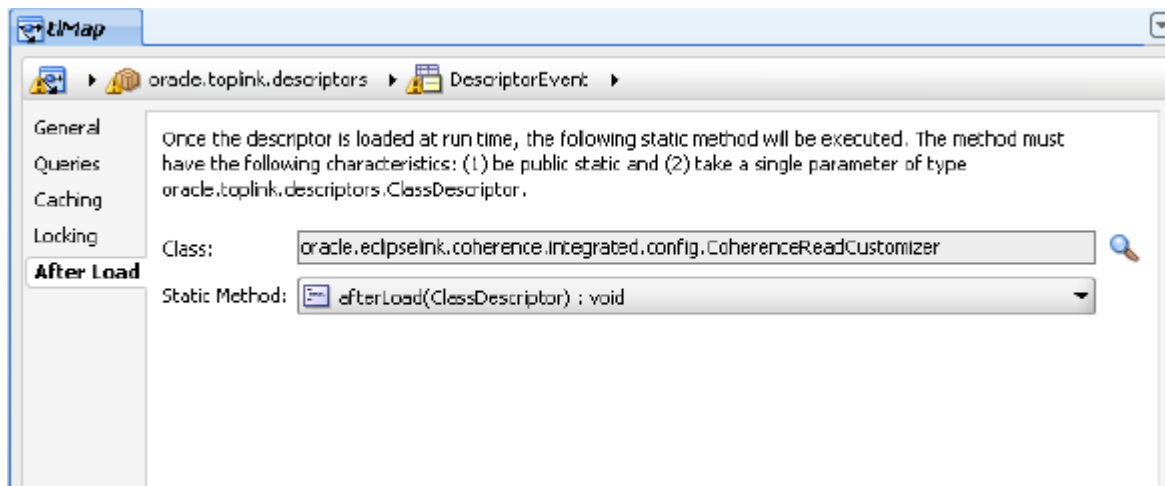 tlMap
oracle.toplink.descriptors DescriptorEvent
General
Queries
Caching
Locking
After Load
Once the descriptor is loaded at run time, the following static method will be executed. The method must
have the following characteristics: (1) be public static and (2) take a single parameter of type
oracle.toplink.descriptors.ClassDescriptor.
Class: oracle.eclipselink.coherence.integrated.config.CoherenceReadCustomizer
Static Method: afterLoad(ClassDescriptor) : void